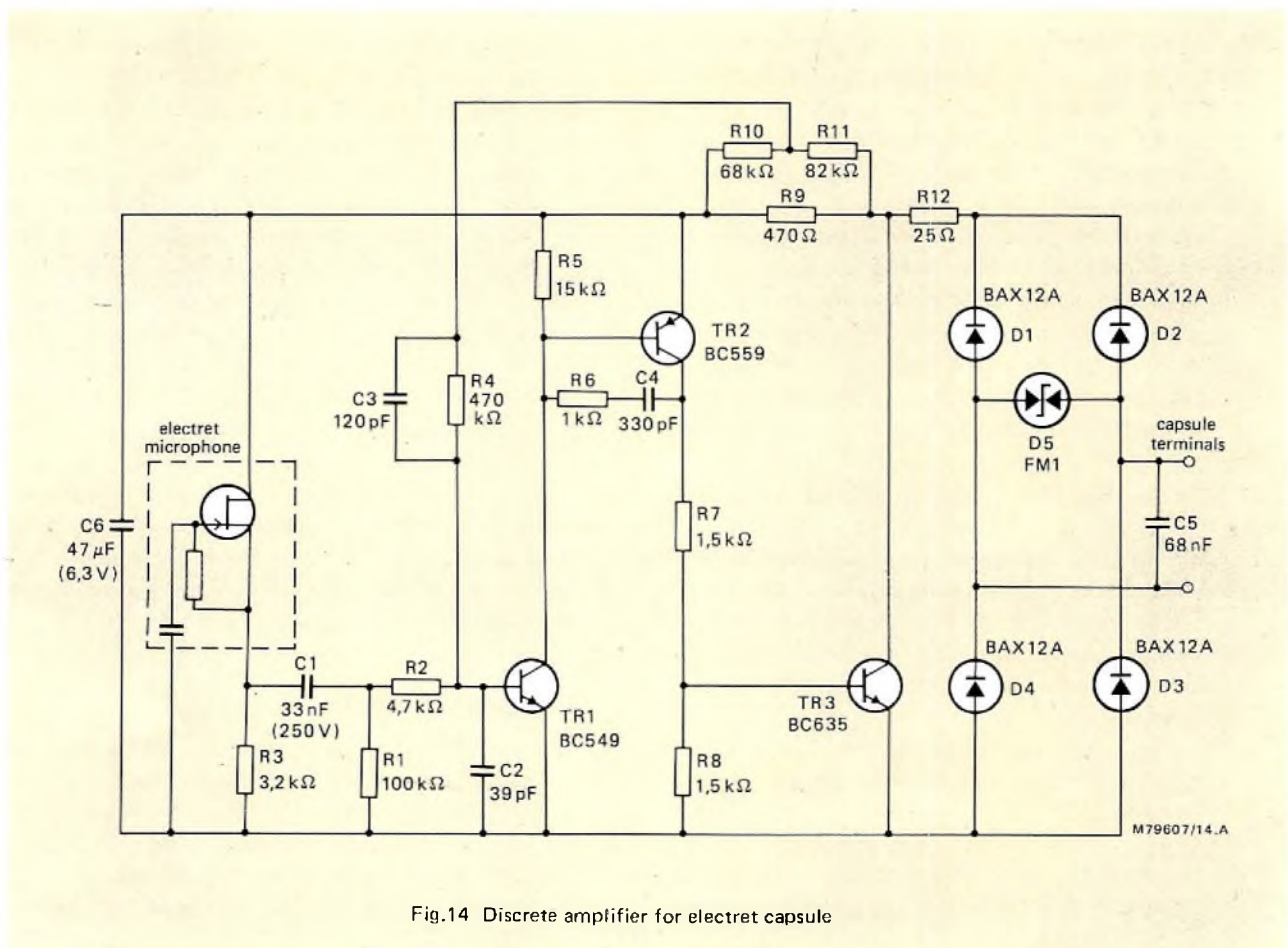 R10
68 kΩ
R11
82 kΩ
R9
470 Ω
R12
25 Ω
R5
15 kΩ
BAX12A
D1
BAX12A
D2
TR2
BC559
C3
120 pF
R4
470
kΩ
R6
1 kΩ
C4
330 pF
D5
FM1
capsule
terminals
electret
microphone
C6
47 μF
(6,3 V)
R7
1,5 kΩ
C5
68 nF
C1
33 nF
(250 V)
R2
4,7 kΩ
TR1
BC549
TR3
BC635
BAX12A
D4
BAX12A
D3
R3
3,2 kΩ
R1
100 kΩ
C2
39 pF
R8
1,5 kΩ
M79607/14.A
Fig.14 Discrete amplifier for electret capsule